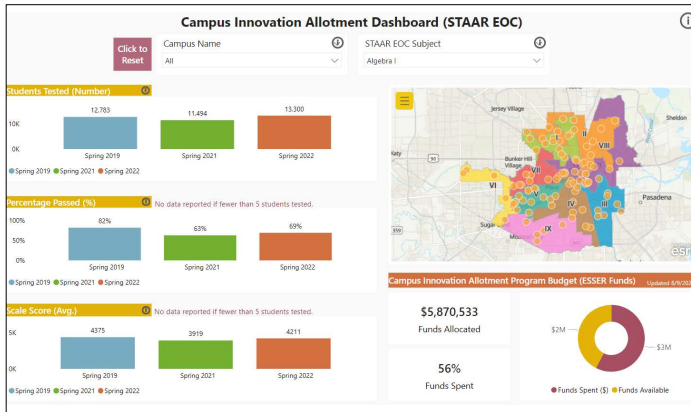 Campus Innovation Allotment Dashboard (STAAR EOC)
Click to
Reset
Campus Name
All
STAAR EOC Subject
Algebra I
Students Tested (Number)
12,783
11,494
13,300
10K
0K
Spring 2019
Spring 2021
Spring 2022
Spring 2019 Spring 2021 Spring 2022
Percentage Passed (%)
No data reported if fewer than 5 students tested.
100%
50%
0%
82%
63%
69%
Spring 2019
Spring 2021
Spring 2022
Spring 2019 Spring 2021 Spring 2022
Scale Score (Avg.)
No data reported if fewer than 5 students tested.
5K
0K
4375
3919
4211
Spring 2019
Spring 2021
Spring 2022
Spring 2019 Spring 2021 Spring 2022
Jersey Village
Sheldon
Katy
90
Bunker Hill
Village
I
II
VIII
VII
VI
V
IV
III
IX
Pasadena
Sugar
esri
Campus Innovation Allotment Program Budget (ESSER Funds)
$5,870,533
Funds Allocated
56%
Funds Spent
$2M
$3M
Funds Spent ($) Funds Available